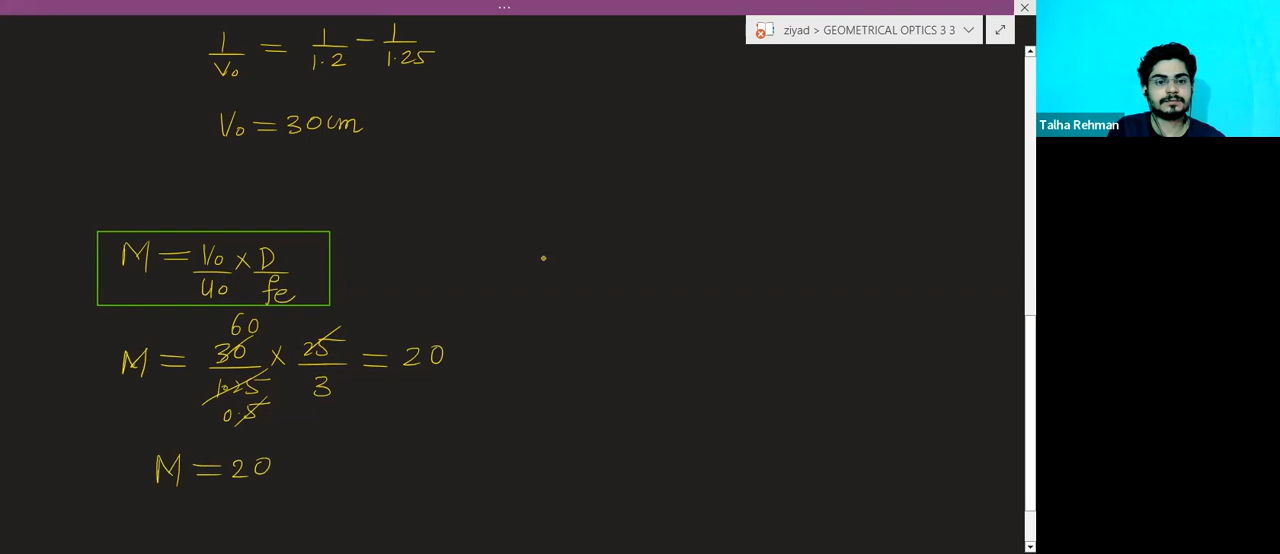 ...
ziyad > GEOMETRICAL OPTICS 3 3
1/V₀ = 1/1.2 - 1/1.25
V₀ = 30 cm
Talha Rehman
M = V₀/u₀ × D/fe
60
M = 30/1.25 × 25/3 = 20
0.5
M = 20